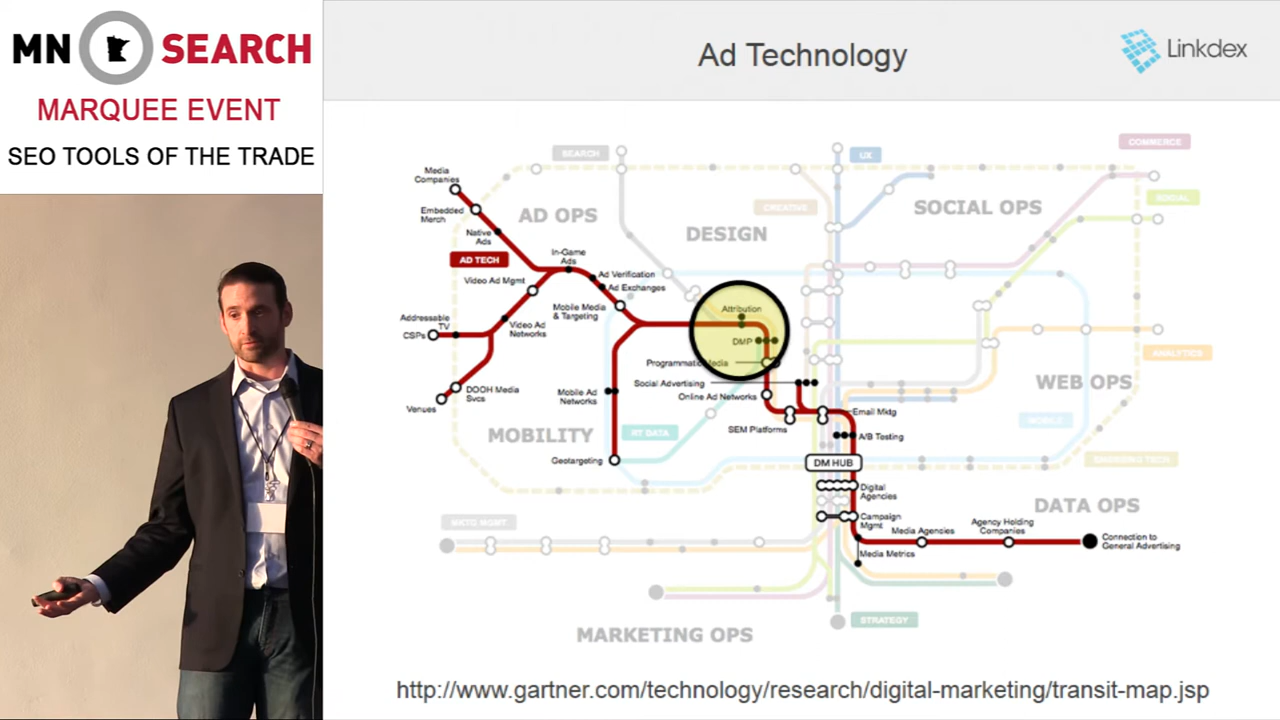 MN SEARCH
MARQUEE EVENT
SEO TOOLS OF THE TRADE
Ad Technology
Linkdex
SEARCH
UX
COMMERCE
Media
Companies
AD OPS
CREATIVE
SOCIAL OPS
SOCIAL
Embedded
Merch
Native
Ads
DESIGN
AD TECH
In-Game
Ads
Video Ad Mgmt
Ad Verification
Ad Exchanges
Mobile Media
& Targeting
Attribution
Addressable
TV
CSPs
Video Ad
Networks
DMP
ANALYTICS
Programmatic Media
Social Advertising
WEB OPS
DOOH Media
Svcs
Mobile Ad
Networks
Online Ad Networks
Venues
Email Mktg
MOBILE
MOBILITY
RT DATA
SEM Platforms
A/B Testing
Geotargeting
DM HUB
EMERGING TECH
Digital
Agencies
DATA OPS
MKTG MGMT
Campaign
Mgmt
Media Agencies
Agency Holding
Companies
Connection to
General Advertising
Media Metrics
STRATEGY
MARKETING OPS
http://www.gartner.com/technology/research/digital-marketing/transit-map.jsp